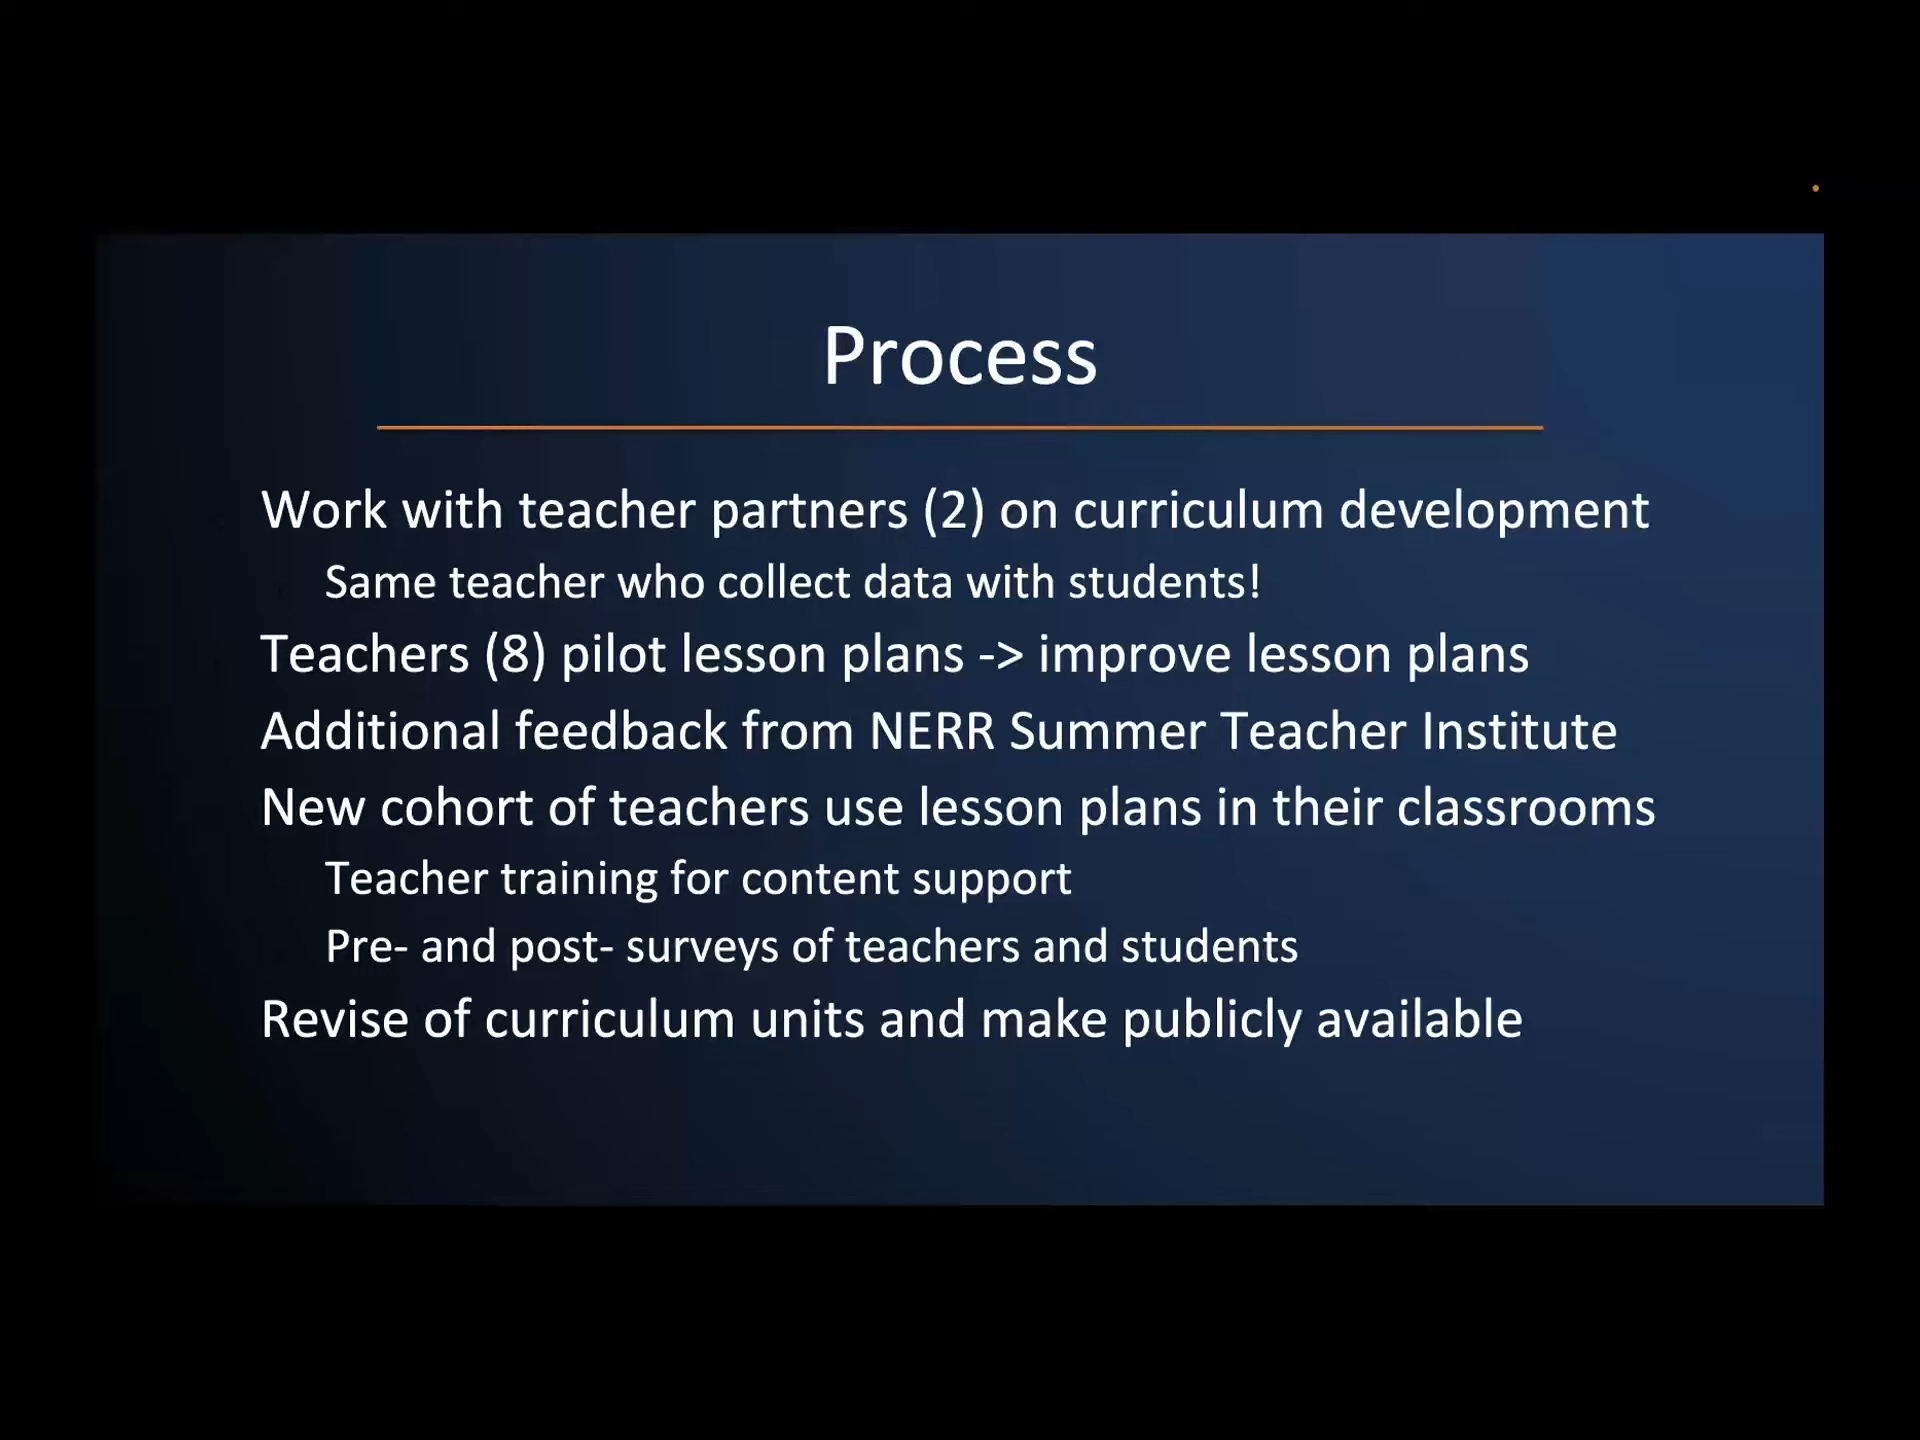 Process
Work with teacher partners (2) on curriculum development
Same teacher who collect data with students!
Teachers (8) pilot lesson plans -> improve lesson plans
Additional feedback from NERR Summer Teacher Institute
New cohort of teachers use lesson plans in their classrooms
Teacher training for content support
Pre- and post- surveys of teachers and students
Revise of curriculum units and make publicly available